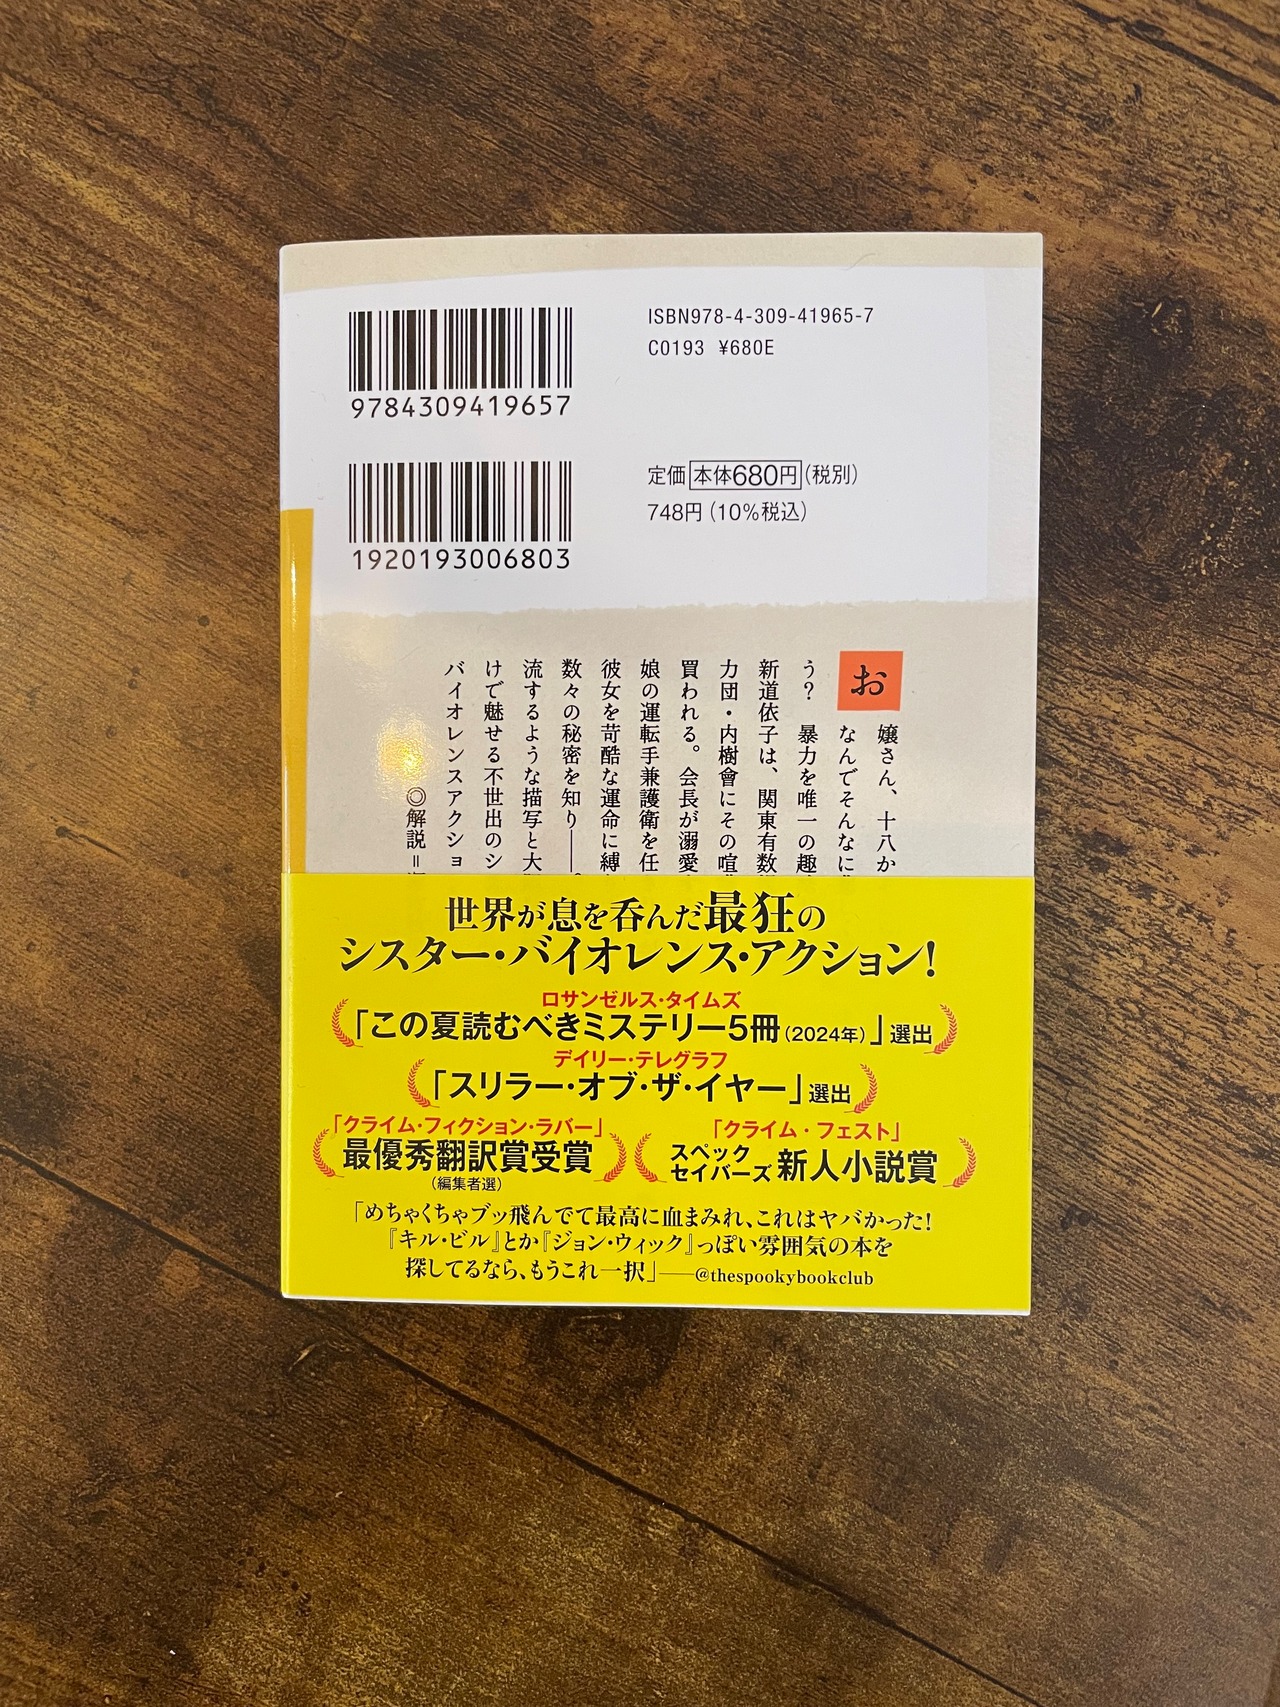 9784309419657
ISBN978-4-309-41965-7
C0193 ¥680E
1920193006803
定価 本体680円(税別)
748円(10%税込)
お
嬢さん、十八か
なんでそんなに
う? 暴力を唯一の趣
新道依子は、関東有数
力団・内樹會にその喧
買われる。会長が溺愛
娘の運転手兼護衛を任
彼女を苛酷な運命に縛
数々の秘密を知り──。
流するような描写と大
けで魅せる不世出のシ
バイオレンスアクショ
◎解説=
世界が息を呑んだ最狂の
シスター・バイオレンス・アクション!
ロサンゼルス・タイムズ
「この夏読むべきミステリー5冊(2024年)」選出
デイリー・テレグラフ
「スリラー・オブ・ザ・イヤー」選出
「クライム・フィクション・ラバー」
最優秀翻訳賞受賞
(編集者選)
「クライム・フェスト」
スペック
セイバーズ 新人小説賞
「めちゃくちゃブッ飛んでて最高に血まみれ、これはヤバかった!
『キル・ビル』とか『ジョン・ウィック』っぽい雰囲気の本を
探してるなら、もうこれ一択」──@thespookybookclub